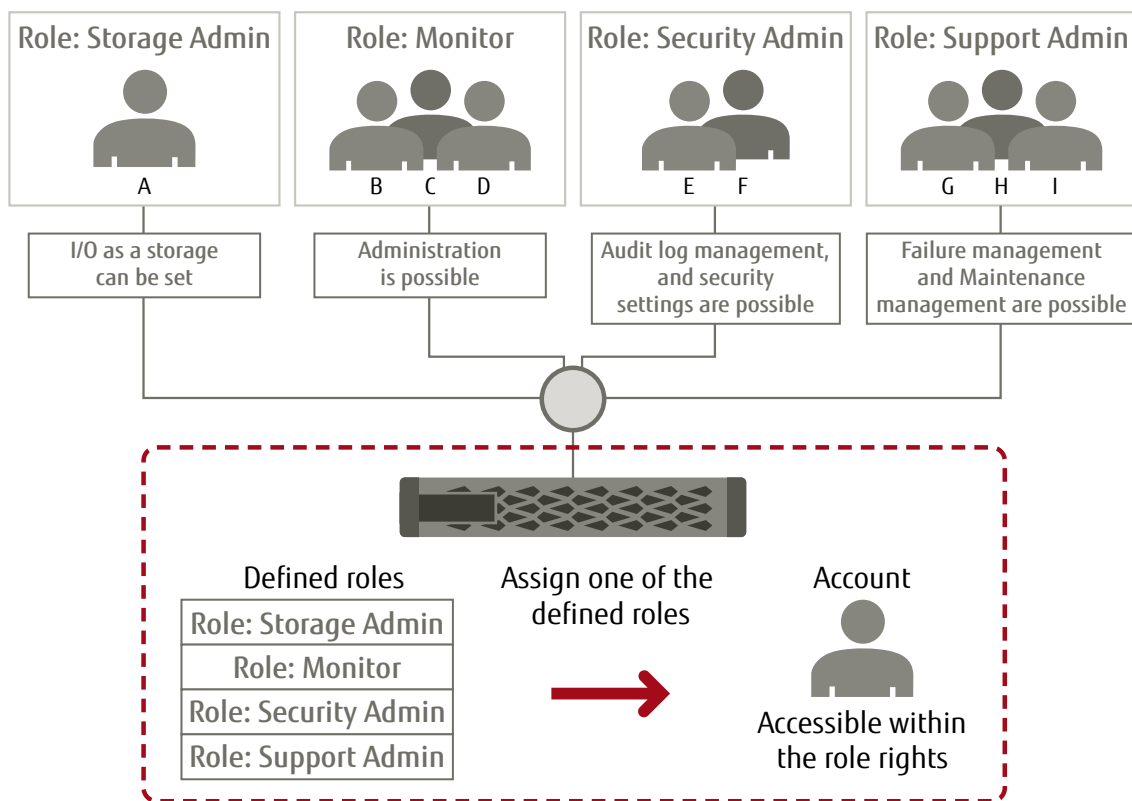 Role: Storage Admin
A
I/O as a storage
can be set
Role: Monitor
B C D
Administration
is possible
Role: Security Admin
E F
Audit log management,
and security
settings are possible
Role: Support Admin
G H I
Failure management
and Maintenance
management are possible
Defined roles
Role: Storage Admin
Role: Monitor
Role: Security Admin
Role: Support Admin
Assign one of the
defined roles
Account
Accessible within
the role rights